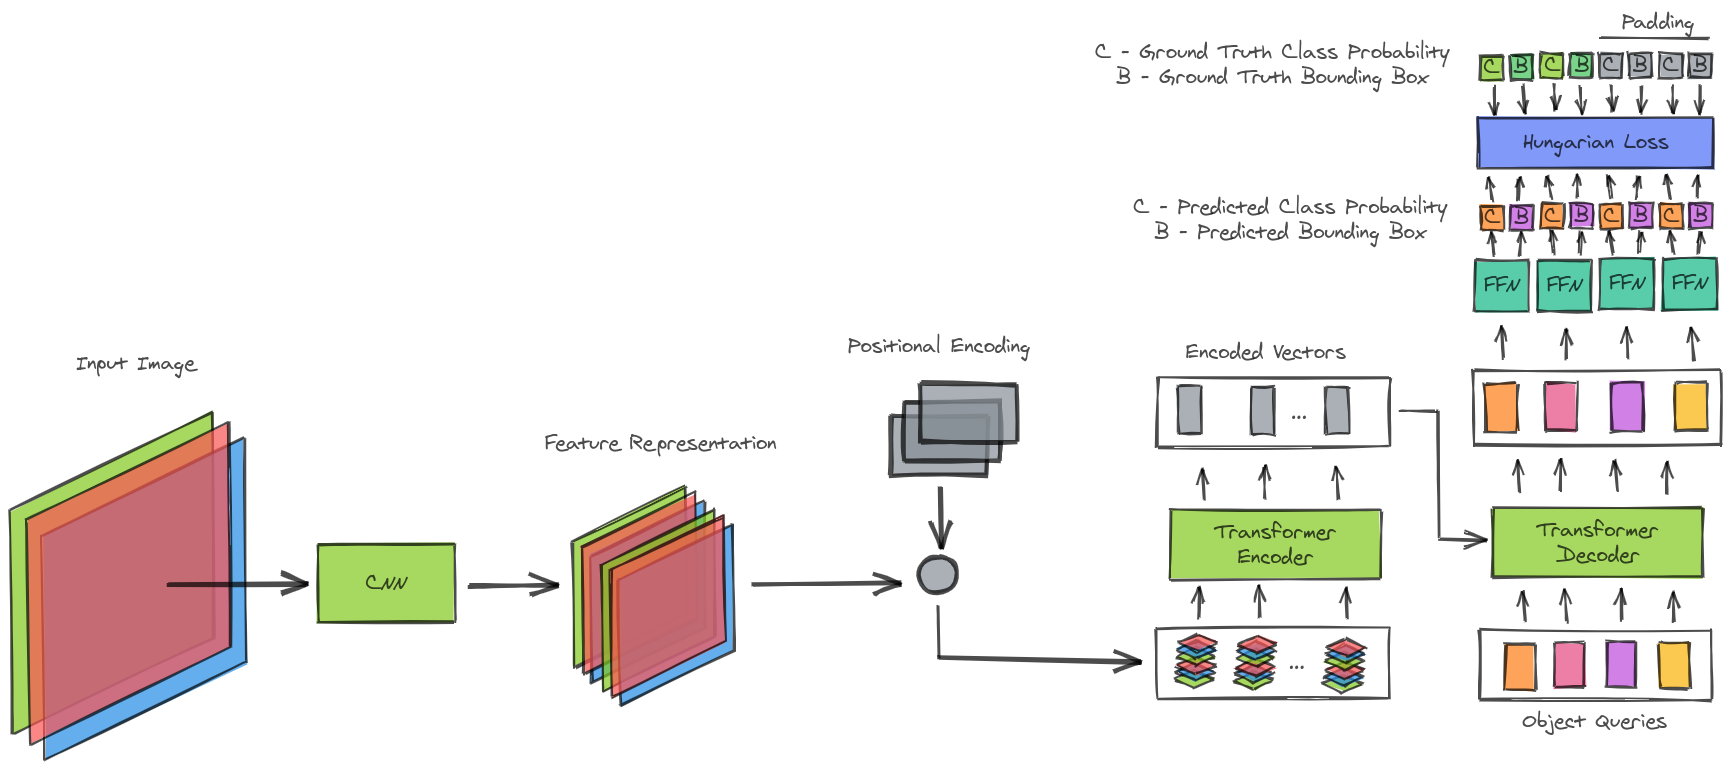 Padding
C - Ground Truth Class Probability
B - Ground Truth Bounding Box
C B C B C B C B
Hungarian Loss
C - Predicted Class Probability
B - Predicted Bounding Box
C B C B C B C B
FFN FFN FFN FFN
Input Image
Positional Encoding
Encoded Vectors
Feature Representation
...
CNN
Transformer
Encoder
Transformer
Decoder
...
Object Queries